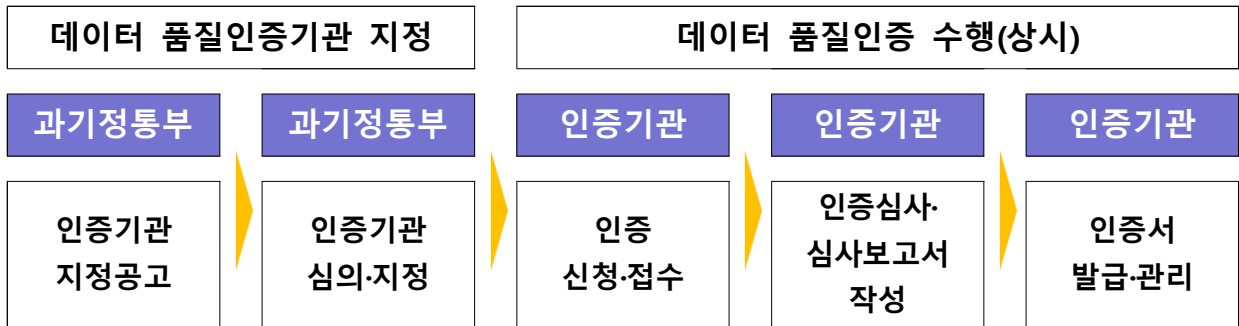 데이터 품질인증기관 지정
데이터 품질인증 수행(상시)
과기정통부
과기정통부
인증기관
인증기관
인증기관
인증기관
지정공고
인증기관
심의·지정
인증
신청·접수
인증심사·
심사보고서
작성
인증서
발급·관리